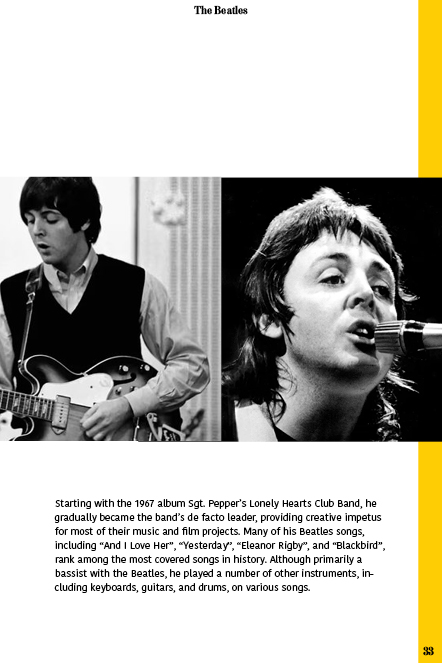 The Beatles
Starting with the 1967 album Sgt. Pepper's Lonely Hearts Club Band, he
gradually became the band's de facto leader, providing creative impetus
for most of their music and film projects. Many of his Beatles songs,
including “And I Love Her”, “Yesterday”, “Eleanor Rigby”, and “Blackbird”,
rank among the most covered songs in history. Although primarily a
bassist with the Beatles, he played a number of other instruments, in-
cluding keyboards, guitars, and drums, on various songs.
33